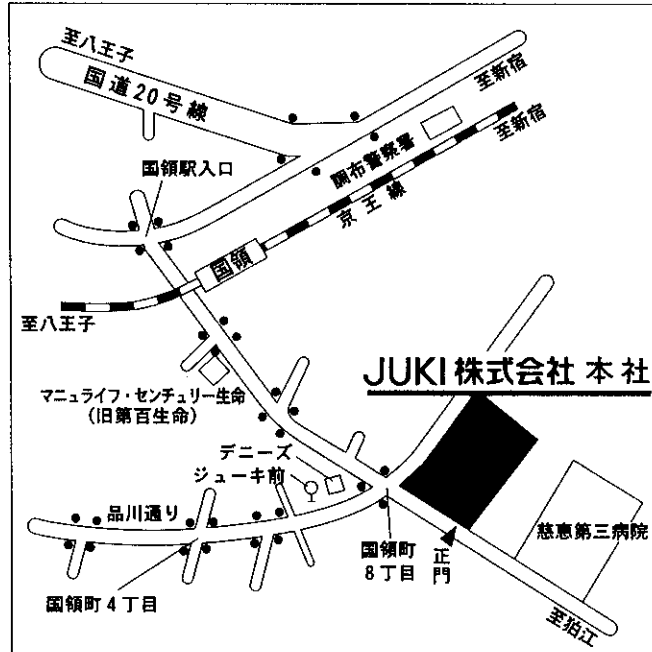 至八王子
国道20号線
至新宿
調布警察署
至新宿
国領駅入口
京王線
国領
至八王子
JUKI株式会社 本社
マニュライフ・センチュリー生命
(旧第百生命)
デニーズ
ジューキ前
品川通り
慈恵第三病院
国領町
8丁目
正門
国領町4丁目
至狛江